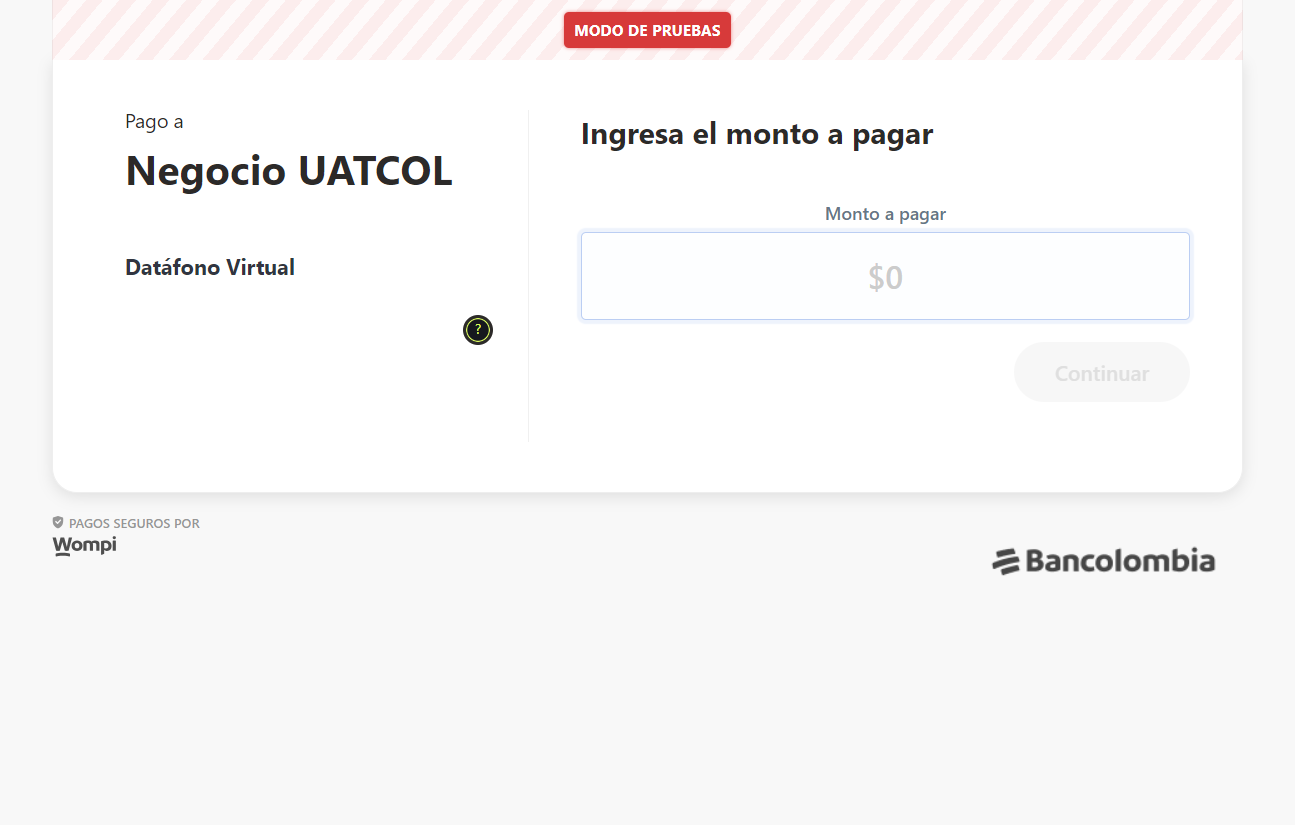 MODO DE PRUEBAS
Pago a
Negocio UATCOL
Datáfono Virtual
?
Ingresa el monto a pagar
Monto a pagar
$0
Continuar
PAGOS SEGUROS POR
Wompi
Bancolombia